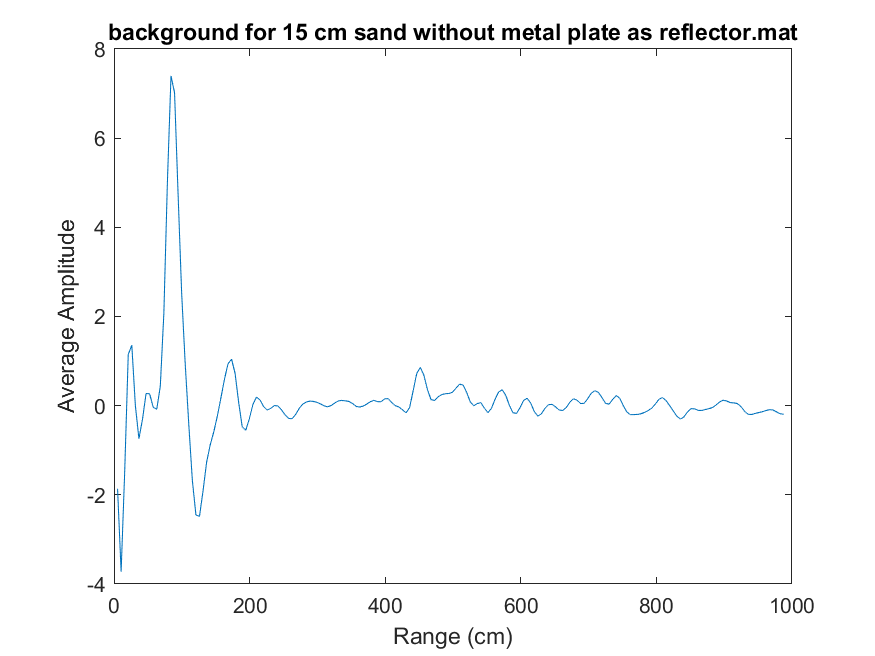 background for 15 cm sand without metal plate as reflector.mat
8
6
4
2
0
-2
-4
Average Amplitude
0 200 400 600 800 1000
Range (cm)